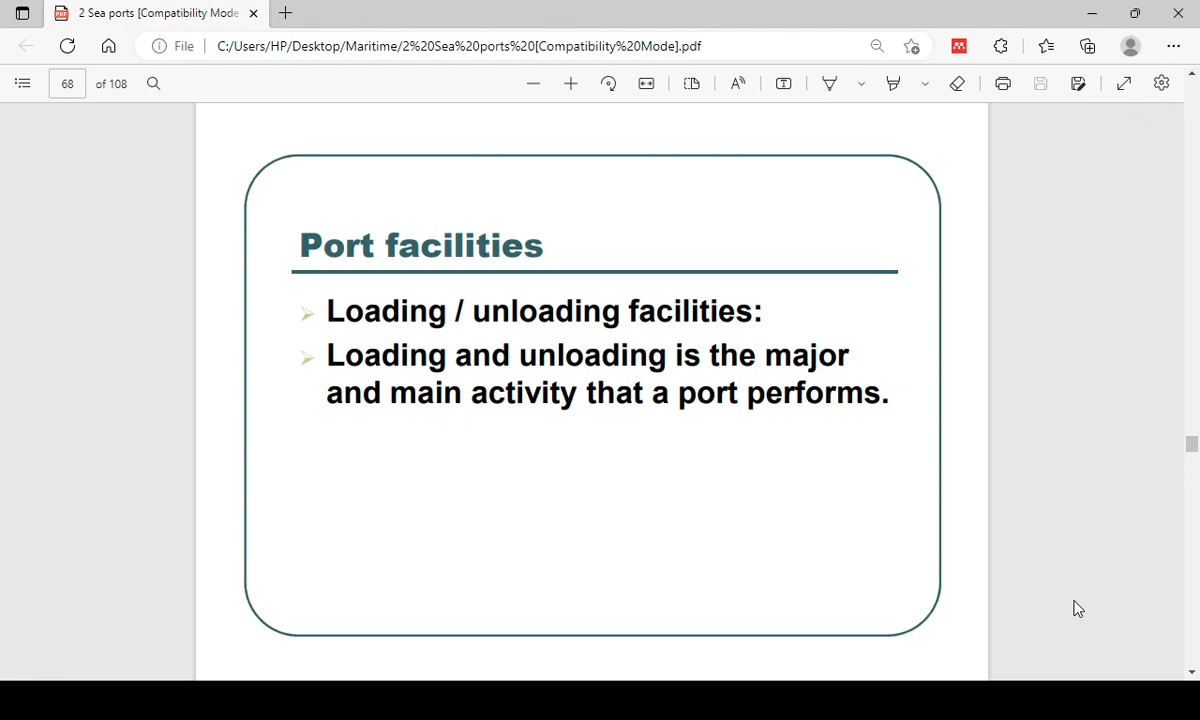 2 Sea ports [Compatibility Mode
File
C:/Users/HP/Desktop/Maritime/2%20Sea%20ports%20[Compatibility%20Mode].pdf
68
of 108
Port facilities
Loading / unloading facilities:
Loading and unloading is the major
and main activity that a port performs.